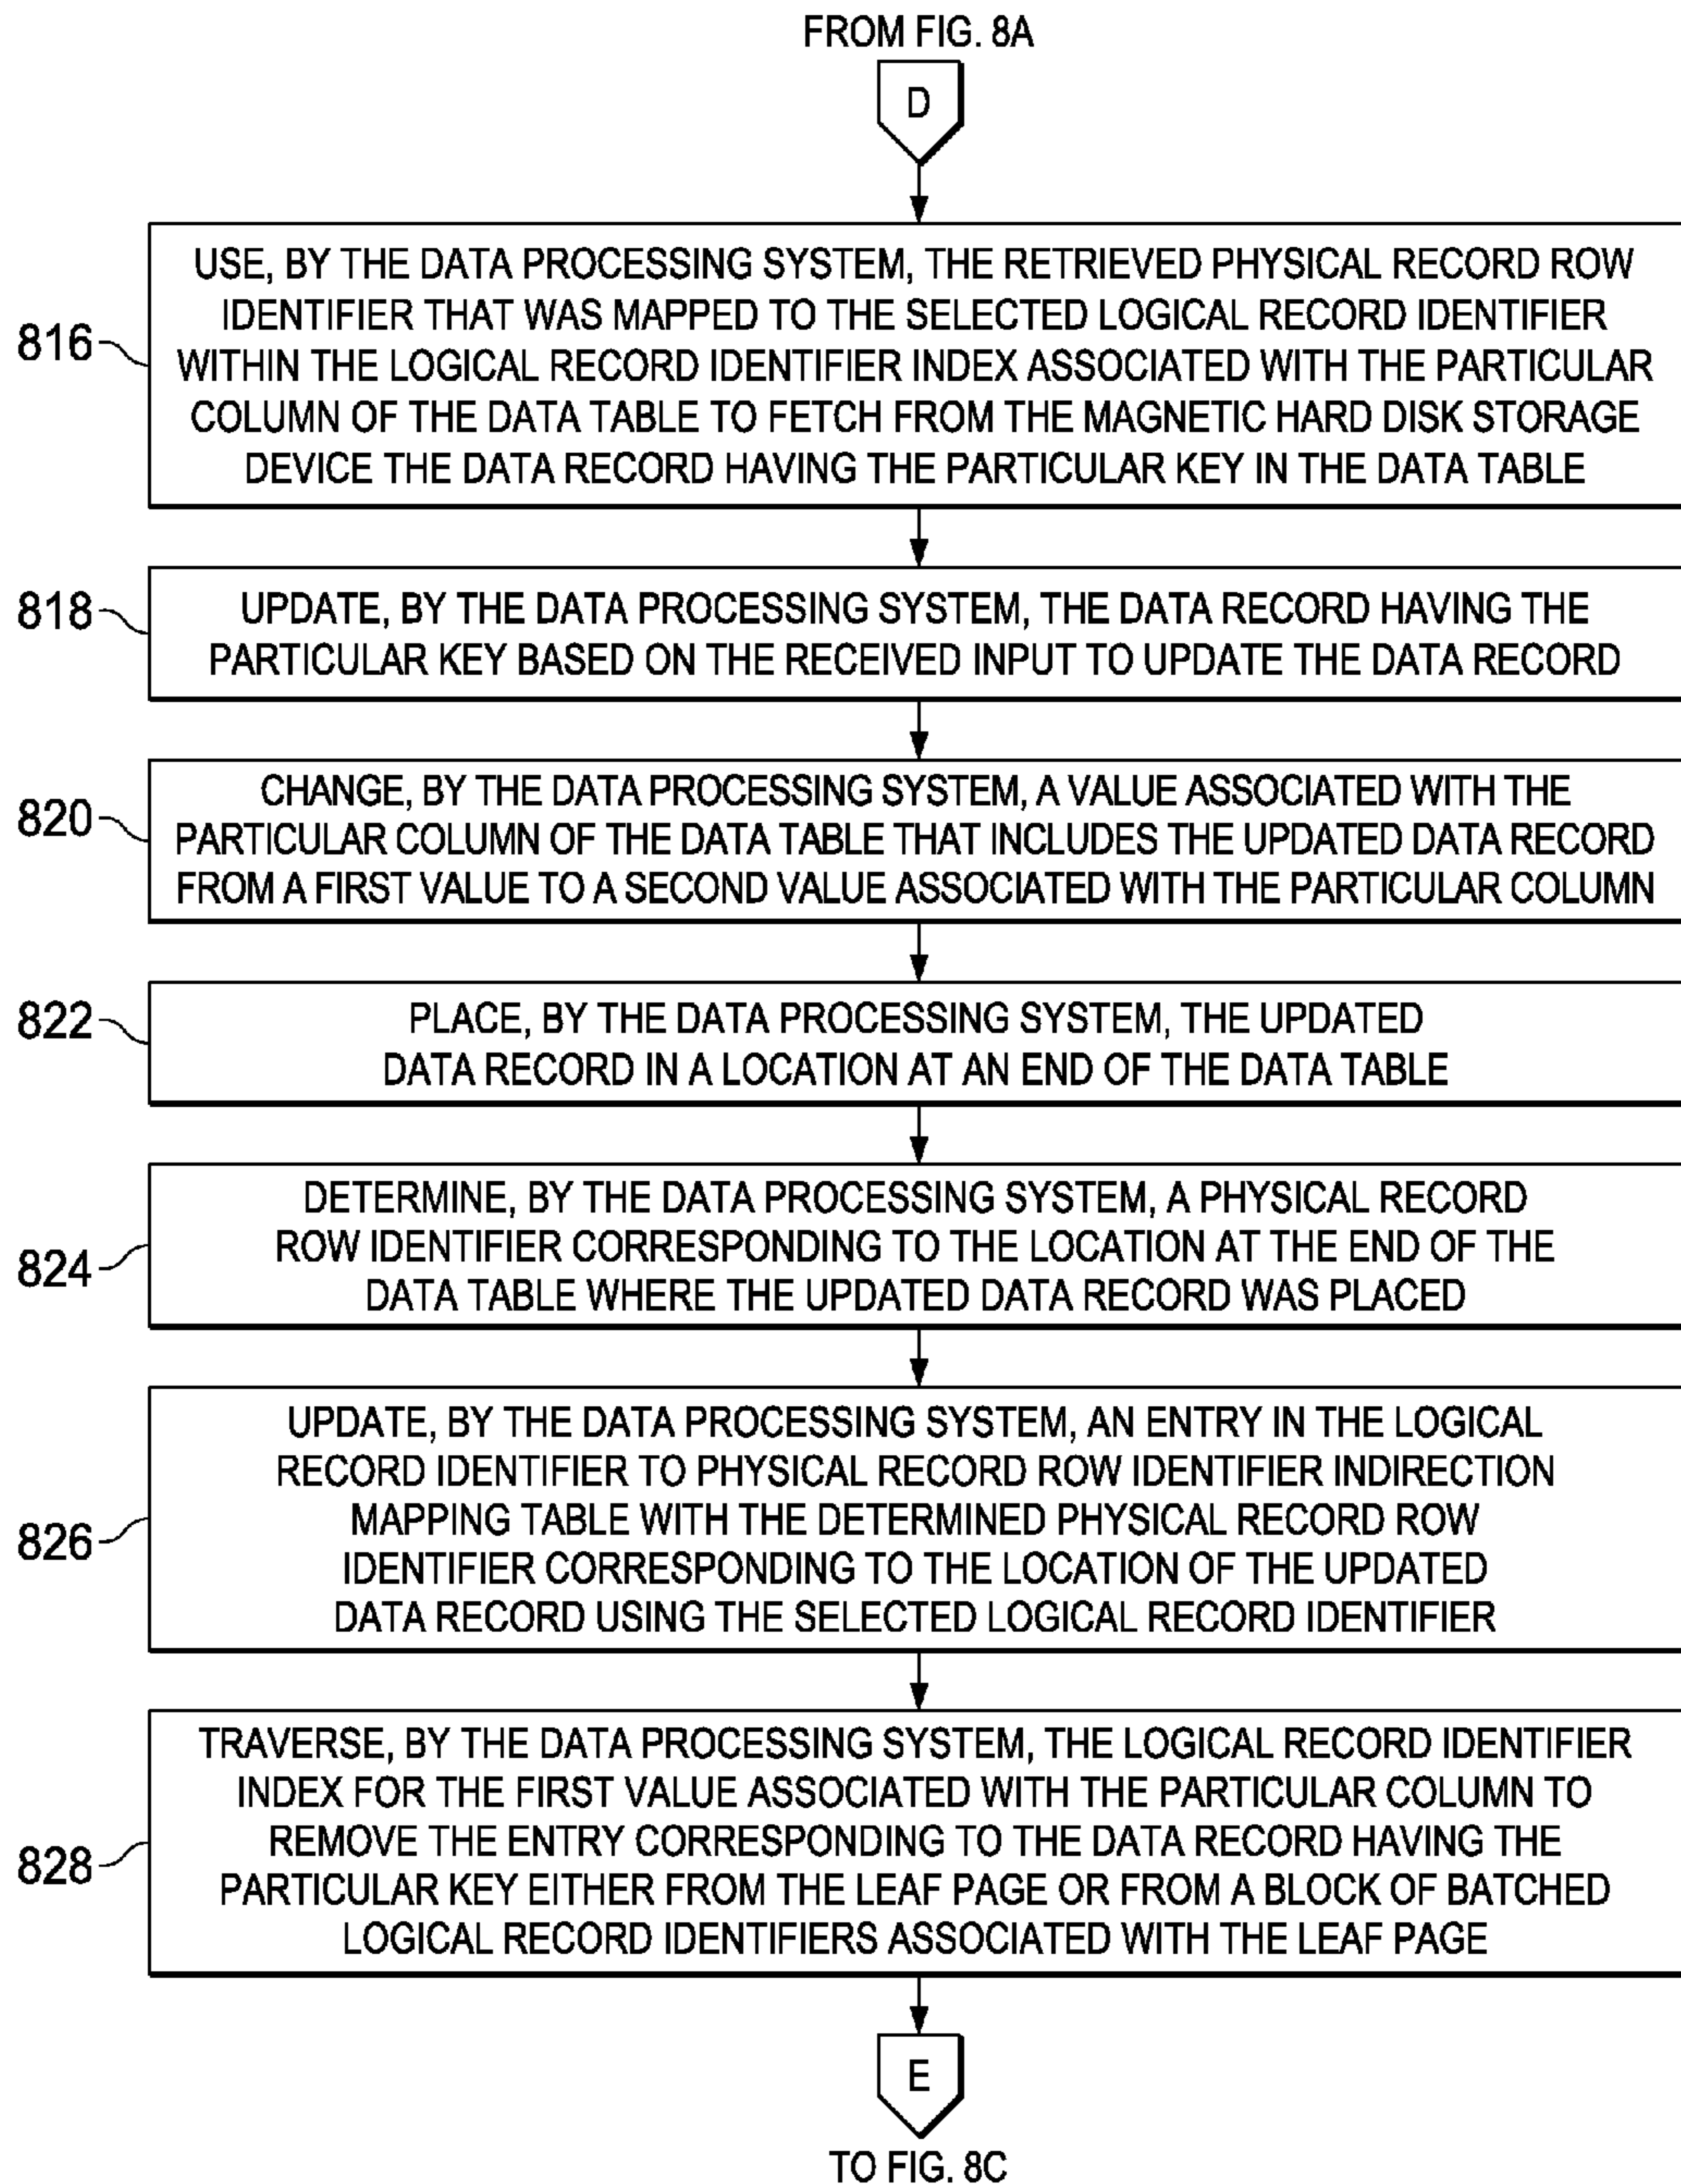 FROM FIG. 8A
D
816
USE, BY THE DATA PROCESSING SYSTEM, THE RETRIEVED PHYSICAL RECORD ROW
IDENTIFIER THAT WAS MAPPED TO THE SELECTED LOGICAL RECORD IDENTIFIER
WITHIN THE LOGICAL RECORD IDENTIFIER INDEX ASSOCIATED WITH THE PARTICULAR
COLUMN OF THE DATA TABLE TO FETCH FROM THE MAGNETIC HARD DISK STORAGE
DEVICE THE DATA RECORD HAVING THE PARTICULAR KEY IN THE DATA TABLE
818
UPDATE, BY THE DATA PROCESSING SYSTEM, THE DATA RECORD HAVING THE
PARTICULAR KEY BASED ON THE RECEIVED INPUT TO UPDATE THE DATA RECORD
820
CHANGE, BY THE DATA PROCESSING SYSTEM, A VALUE ASSOCIATED WITH THE
PARTICULAR COLUMN OF THE DATA TABLE THAT INCLUDES THE UPDATED DATA RECORD
FROM A FIRST VALUE TO A SECOND VALUE ASSOCIATED WITH THE PARTICULAR COLUMN
822
PLACE, BY THE DATA PROCESSING SYSTEM, THE UPDATED
DATA RECORD IN A LOCATION AT AN END OF THE DATA TABLE
824
DETERMINE, BY THE DATA PROCESSING SYSTEM, A PHYSICAL RECORD
ROW IDENTIFIER CORRESPONDING TO THE LOCATION AT THE END OF THE
DATA TABLE WHERE THE UPDATED DATA RECORD WAS PLACED
826
UPDATE, BY THE DATA PROCESSING SYSTEM, AN ENTRY IN THE LOGICAL
RECORD IDENTIFIER TO PHYSICAL RECORD ROW IDENTIFIER INDIRECTION
MAPPING TABLE WITH THE DETERMINED PHYSICAL RECORD ROW
IDENTIFIER CORRESPONDING TO THE LOCATION OF THE UPDATED
DATA RECORD USING THE SELECTED LOGICAL RECORD IDENTIFIER
828
TRAVERSE, BY THE DATA PROCESSING SYSTEM, THE LOGICAL RECORD IDENTIFIER
INDEX FOR THE FIRST VALUE ASSOCIATED WITH THE PARTICULAR COLUMN TO
REMOVE THE ENTRY CORRESPONDING TO THE DATA RECORD HAVING THE
PARTICULAR KEY EITHER FROM THE LEAF PAGE OR FROM A BLOCK OF BATCHED
LOGICAL RECORD IDENTIFIERS ASSOCIATED WITH THE LEAF PAGE
E
TO FIG. 8C